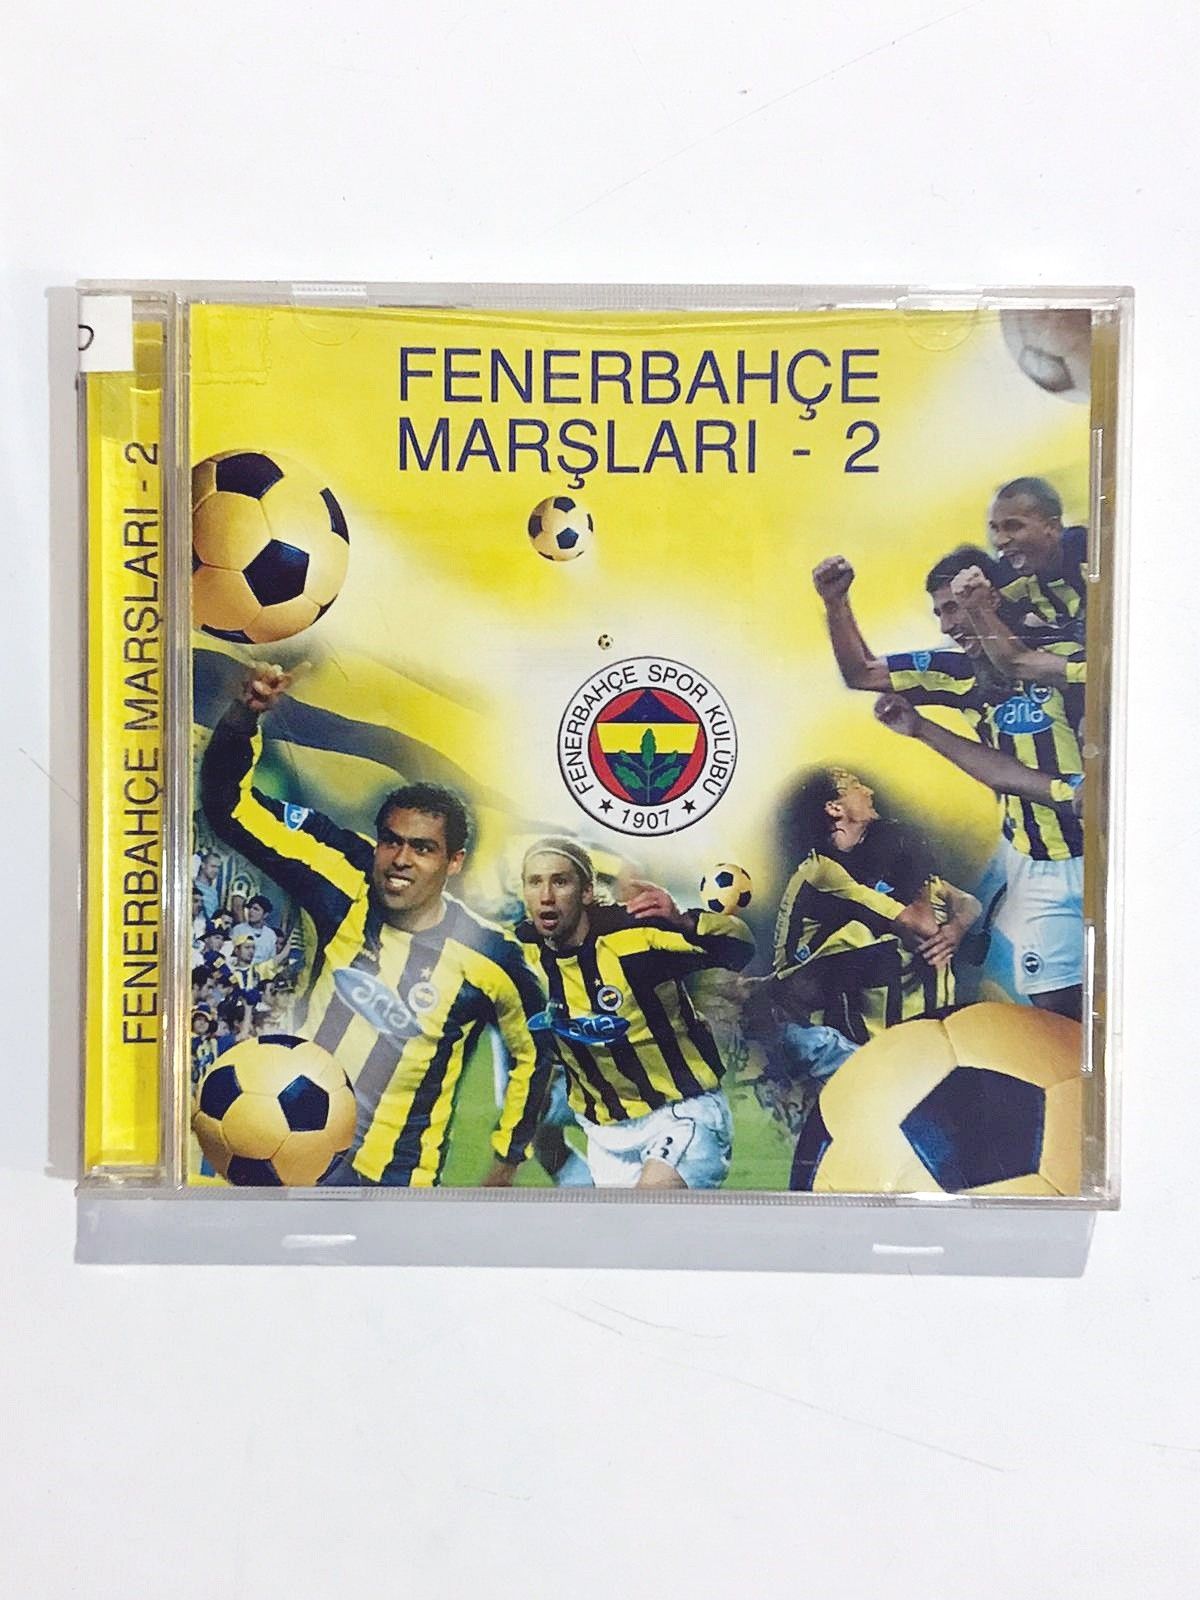 FENERBAHÇE
MARŞLARI - 2
FENERBAHÇE MARŞLARI - 2
FENERBAHÇE SPOR KULÜBÜ
★ 1907 ★
aria
aria
aria